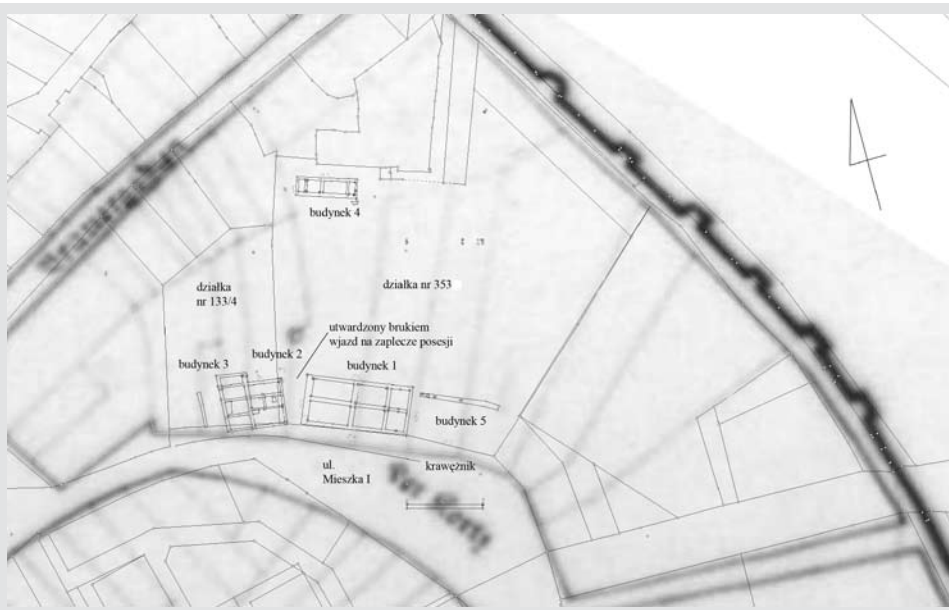 budynek 4
działka
nr 133/4
działka nr 353
utwardzony brukiem
wjazd na zaplecze posesji
budynek 3
budynek 2
budynek 1
budynek 5
ul.
Mieszka I
krawężnik